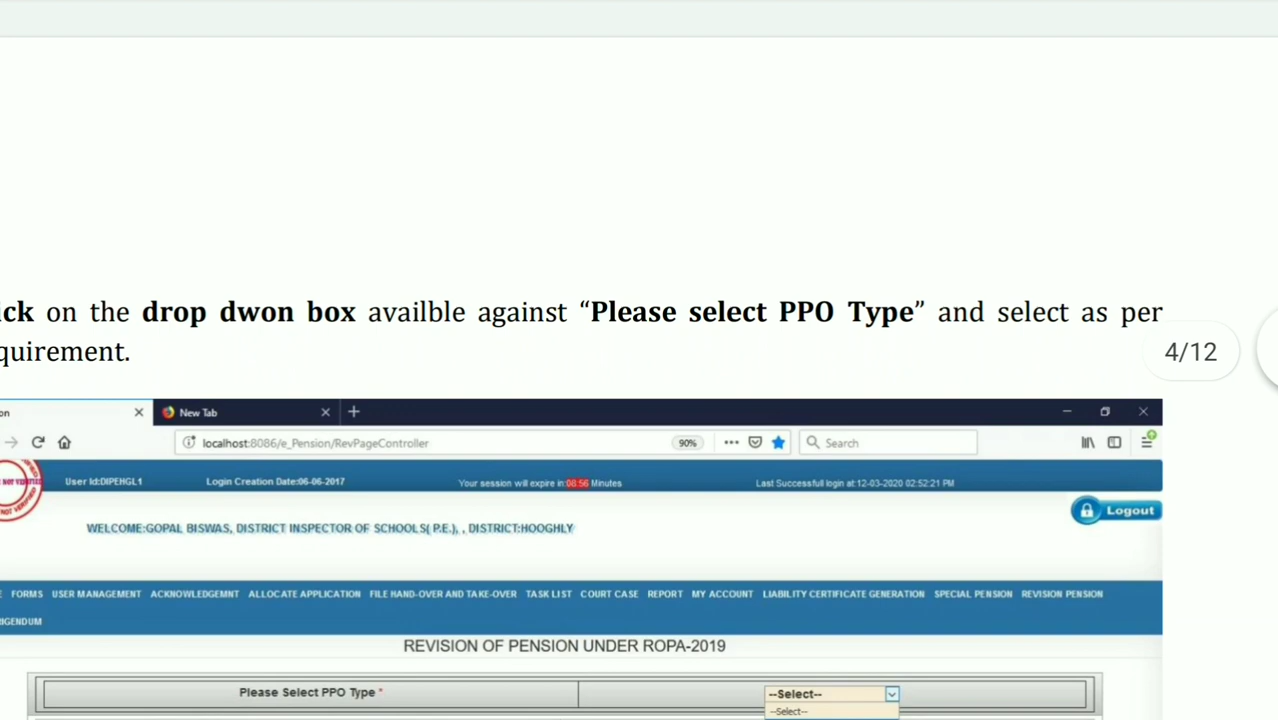 ick on the drop dwon box availble against “Please select PPO Type” and select as per
quirement.
4/12
on New Tab
localhost:8086/e_Pension/RevPageController 90% Search
User Id:DIPEHGL1 Login Creation Date:06-06-2017 Your session will expire in:08:56 Minutes Last Successfull login at:12-03-2020 02:52:21 PM
Logout
WELCOME:GOPAL BISWAS, DISTRICT INSPECTOR OF SCHOOLS( P.E.), , DISTRICT:HOOGHLY
E FORMS USER MANAGEMENT ACKNOWLEDGEMNT ALLOCATE APPLICATION FILE HAND-OVER AND TAKE-OVER TASK LIST COURT CASE REPORT MY ACCOUNT LIABILITY CERTIFICATE GENERATION SPECIAL PENSION REVISION PENSION
RIGENDUM
REVISION OF PENSION UNDER ROPA-2019
Please Select PPO Type * --Select--
--Select--